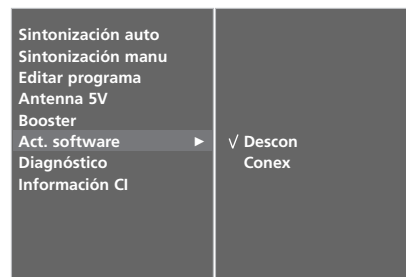 Sintonización auto
Sintonización manu
Editar programa
Antenna 5V
Booster
Act. software ► √ Descon
Diagnóstico Conex
Información CI